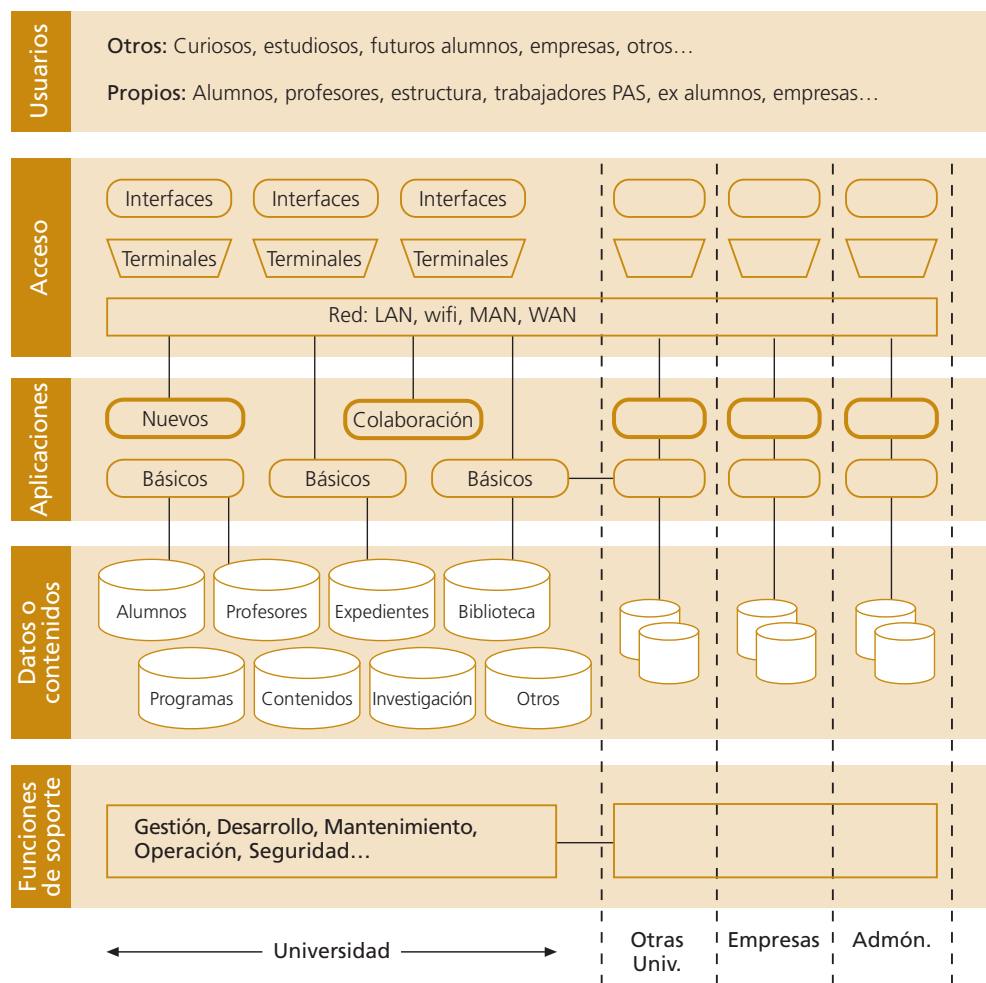 Usuarios
Otros: Curiosos, estudiosos, futuros alumnos, empresas, otros…
Propios: Alumnos, profesores, estructura, trabajadores PAS, ex alumnos, empresas…
Acceso
Interfaces Interfaces Interfaces
Terminales Terminales Terminales
Red: LAN, wifi, MAN, WAN
Aplicaciones
Nuevos Colaboración
Básicos Básicos Básicos
Datos o
contenidos
Alumnos Profesores Expedientes Biblioteca
Programas Contenidos Investigación Otros
Funciones
de soporte
Gestión, Desarrollo, Mantenimiento,
Operación, Seguridad…
Universidad
Otras
Univ.
Empresas
Admón.